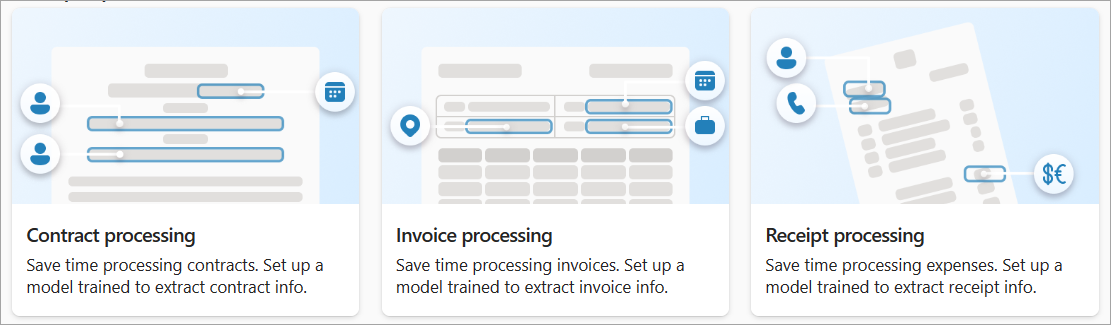 Contract processing
Save time processing contracts. Set up a
model trained to extract contract info.
Invoice processing
Save time processing invoices. Set up a
model trained to extract invoice info.
$€
Receipt processing
Save time processing expenses. Set up a
model trained to extract receipt info.